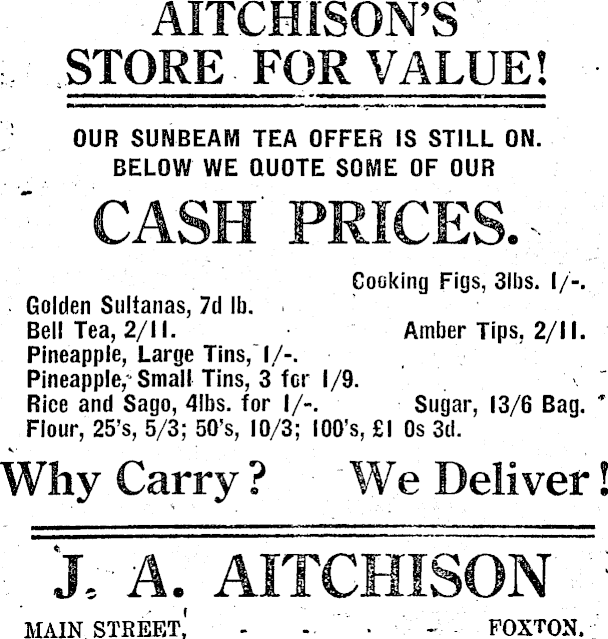 AITCHISON'S
STORE FOR VALUE!
OUR SUNBEAM TEA OFFER IS STILL ON.
BELOW WE QUOTE SOME OF OUR
CASH PRICES.
Cooking Figs, 3lbs. 1/-.
Golden Sultanas, 7d lb.
Bell Tea, 2/11. Amber Tips, 2/11.
Pineapple, Large Tins, 1/-.
Pineapple, Small Tins, 3 for 1/9.
Rice and Sago, 4lbs. for 1/-. Sugar, 13/6 Bag.
Flour, 25's, 5/3; 50's, 10/3; 100's, £1 0s 3d.
Why Carry? We Deliver!
J. A. AITCHISON
MAIN STREET, - - - - FOXTON.